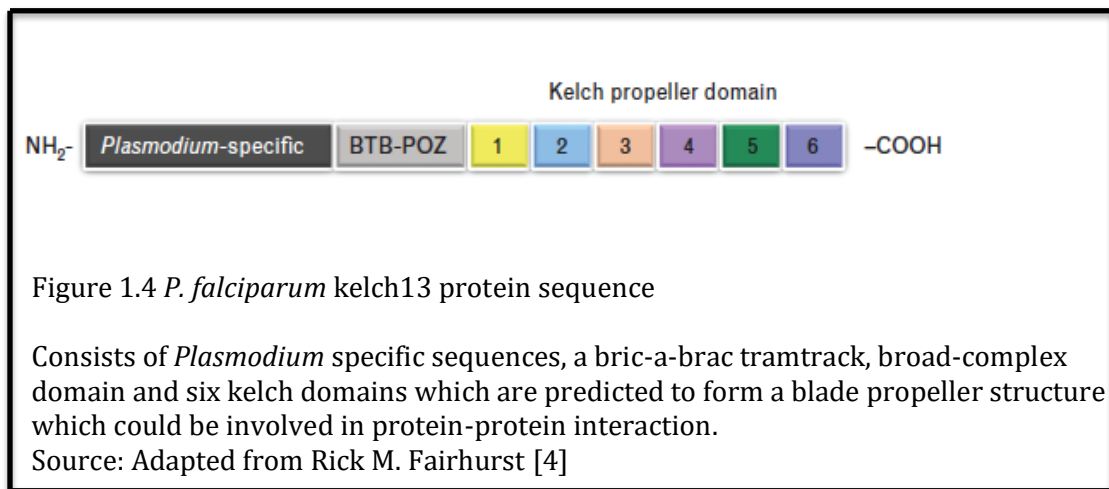 Kelch propeller domain
NH2- Plasmodium-specific BTB-POZ 1 2 3 4 5 6 –COOH
Figure 1.4 P. falciparum kelch13 protein sequence
Consists of Plasmodium specific sequences, a bric-a-brac tramtrack, broad-complex
domain and six kelch domains which are predicted to form a blade propeller structure
which could be involved in protein-protein interaction.
Source: Adapted from Rick M. Fairhurst [4]